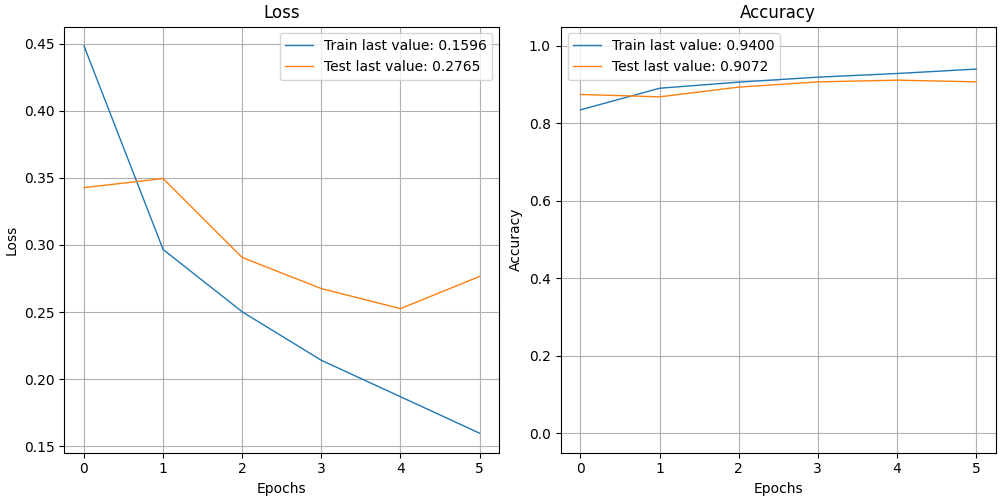 Loss
Train last value: 0.1596
Test last value: 0.2765
0.45
0.40
0.35
0.30
0.25
0.20
0.15
Loss
0 1 2 3 4 5
Epochs
Accuracy
Train last value: 0.9400
Test last value: 0.9072
1.0
0.8
0.6
0.4
0.2
0.0
Accuracy
0 1 2 3 4 5
Epochs